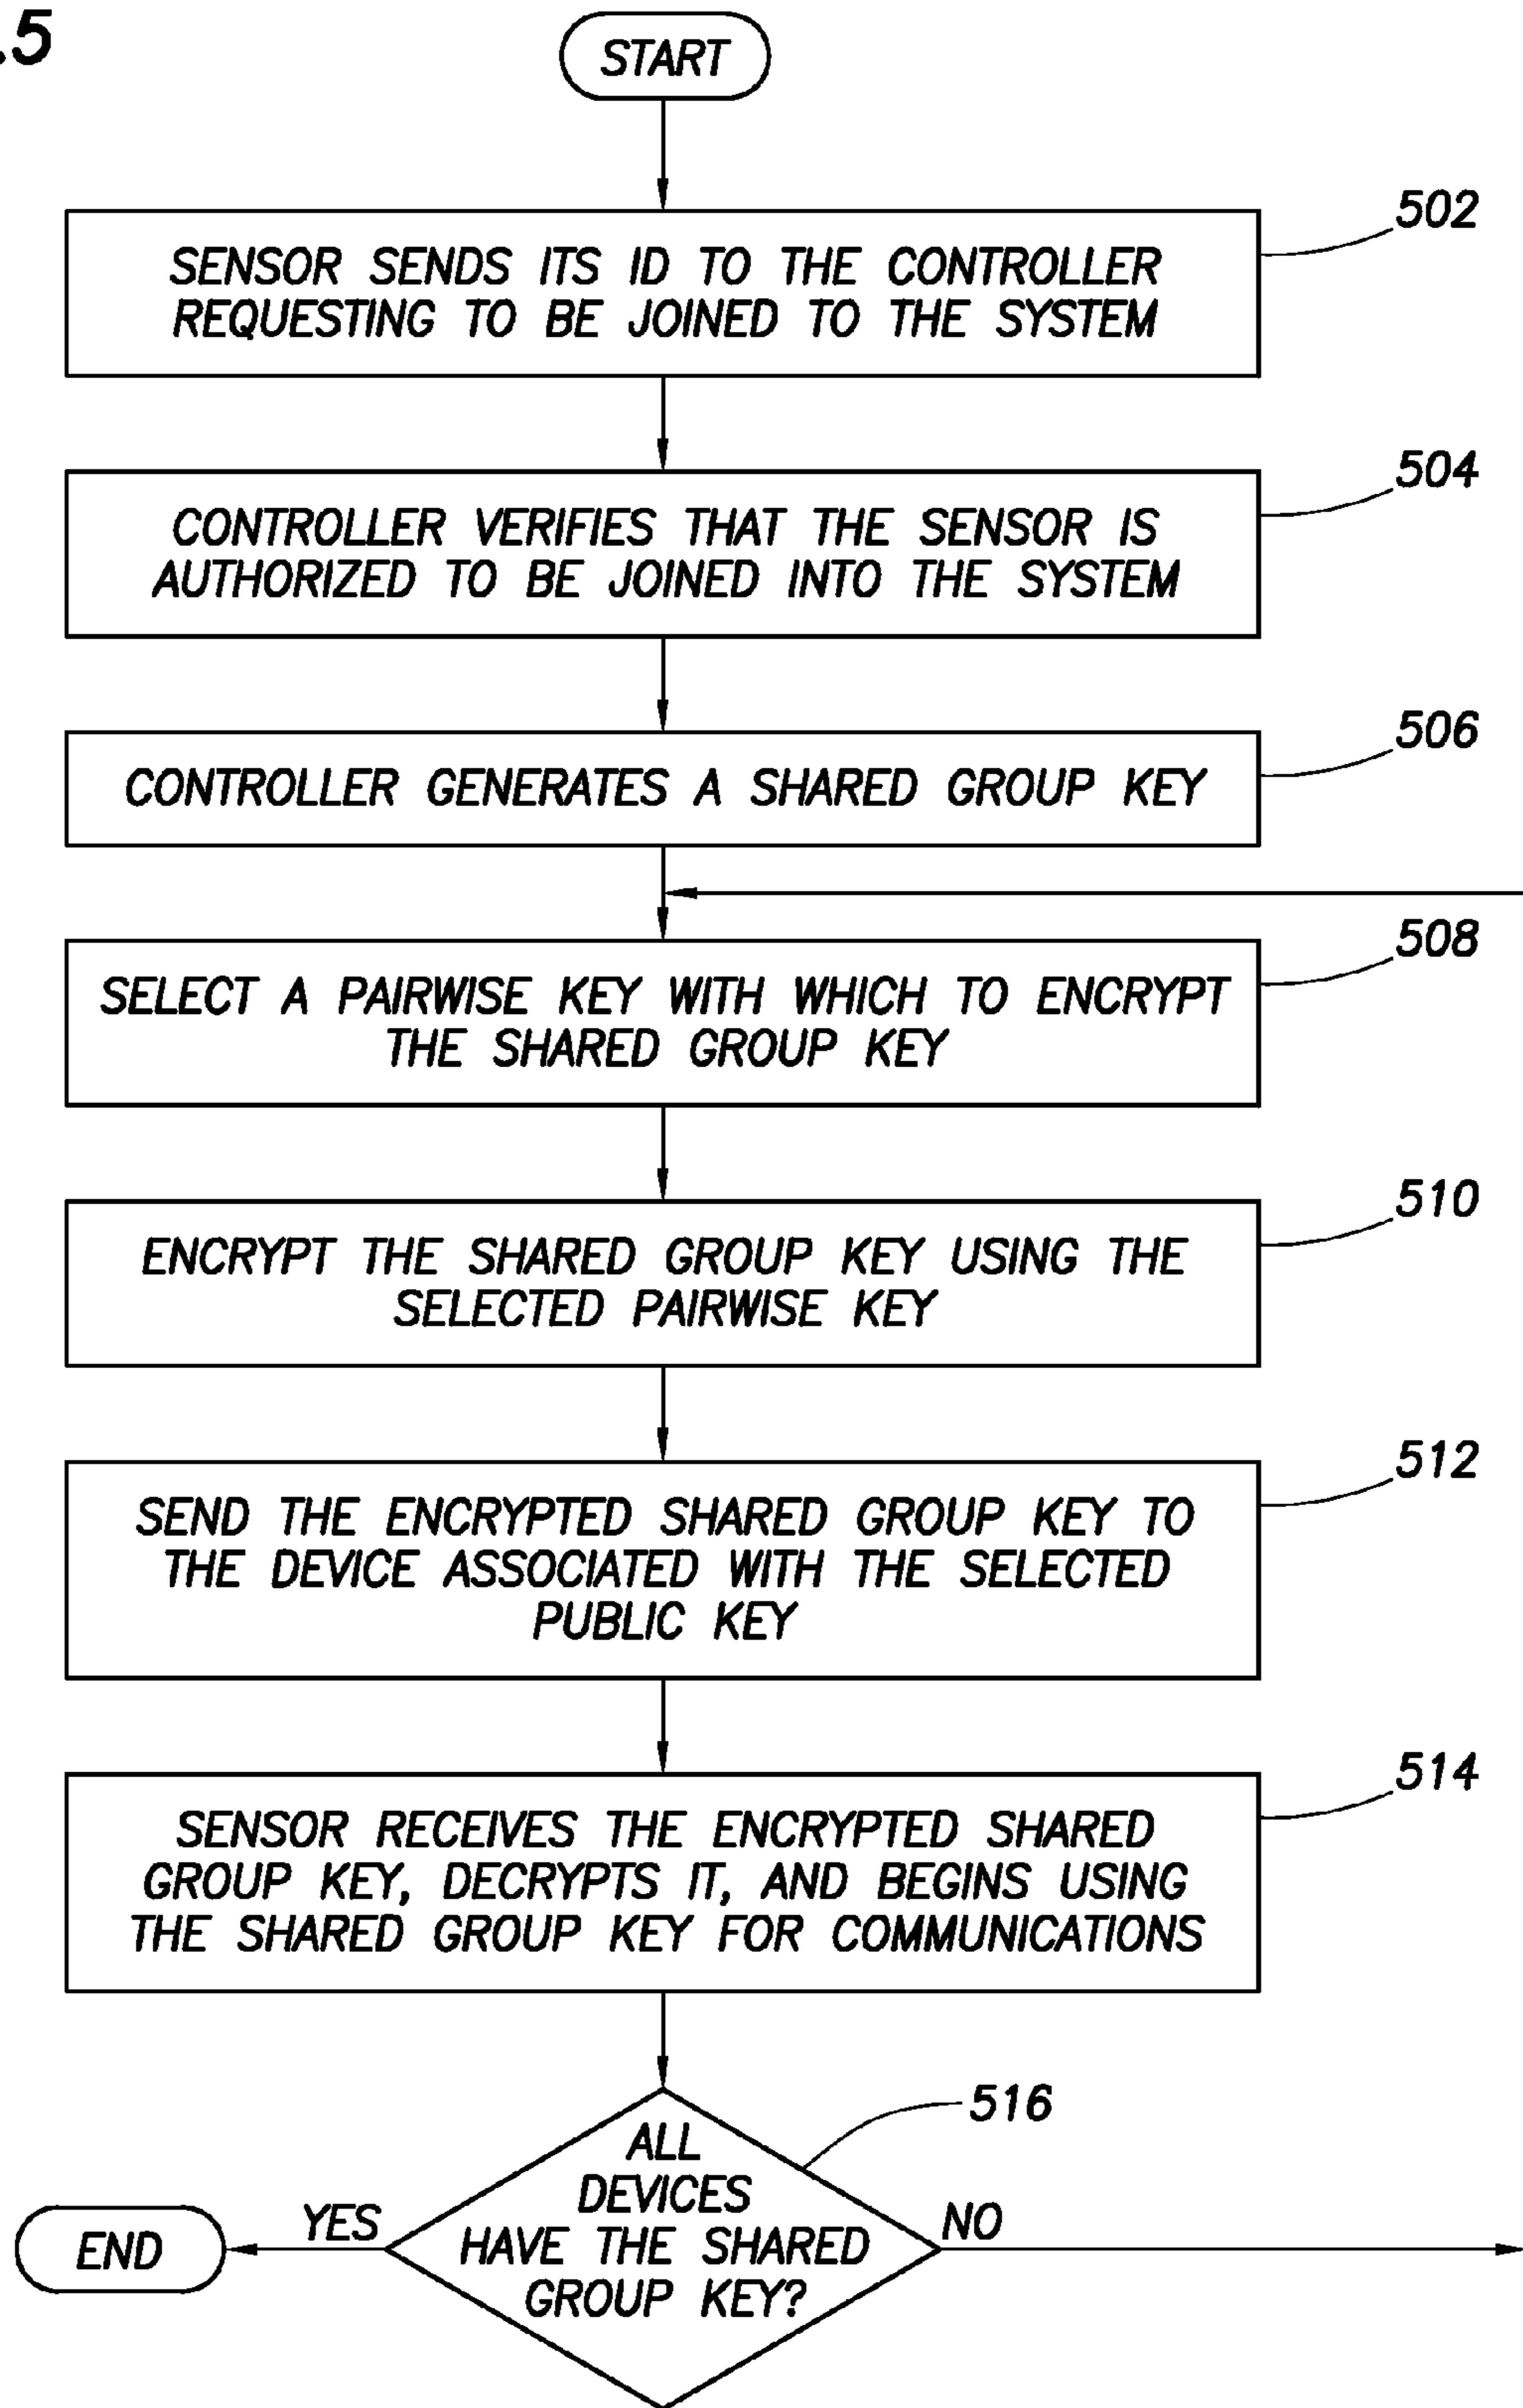 .5
START
502
SENSOR SENDS ITS ID TO THE CONTROLLER
REQUESTING TO BE JOINED TO THE SYSTEM
504
CONTROLLER VERIFIES THAT THE SENSOR IS
AUTHORIZED TO BE JOINED INTO THE SYSTEM
506
CONTROLLER GENERATES A SHARED GROUP KEY
508
SELECT A PAIRWISE KEY WITH WHICH TO ENCRYPT
THE SHARED GROUP KEY
510
ENCRYPT THE SHARED GROUP KEY USING THE
SELECTED PAIRWISE KEY
512
SEND THE ENCRYPTED SHARED GROUP KEY TO
THE DEVICE ASSOCIATED WITH THE SELECTED
PUBLIC KEY
514
SENSOR RECEIVES THE ENCRYPTED SHARED
GROUP KEY, DECRYPTS IT, AND BEGINS USING
THE SHARED GROUP KEY FOR COMMUNICATIONS
516
ALL
DEVICES
HAVE THE SHARED
GROUP KEY?
YES
NO
END